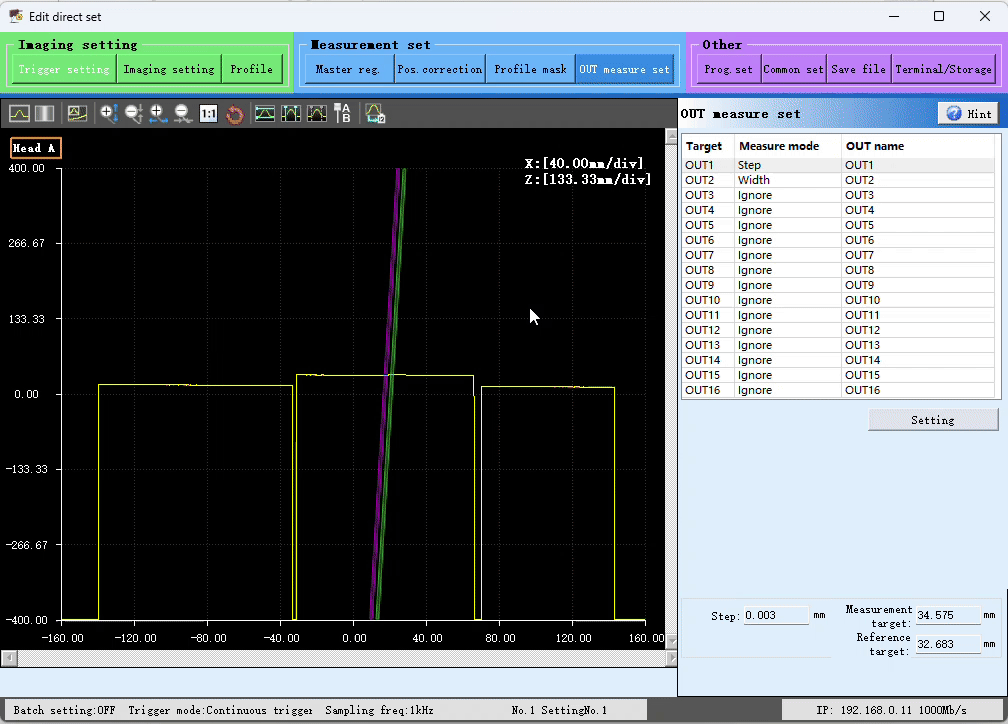 Edit direct set
Imaging setting
Measurement set
Other
Trigger setting
Imaging setting
Profile
Master reg.
Pos.correction
Profile mask
OUT measure set
Prog.set
Common set
Save file
Terminal/Storage
1:1
A
B
OUT measure set
Hint
Head A
X:[40.00mm/div]
Z:[133.33mm/div]
400.00
266.67
133.33
0.00
-133.33
-266.67
-400.00
-160.00 -120.00 -80.00 -40.00 0.00 40.00 80.00 120.00 160.00
Target Measure mode OUT name
OUT1 Step OUT1
OUT2 Width OUT2
OUT3 Ignore OUT3
OUT4 Ignore OUT4
OUT5 Ignore OUT5
OUT6 Ignore OUT6
OUT7 Ignore OUT7
OUT8 Ignore OUT8
OUT9 Ignore OUT9
OUT10 Ignore OUT10
OUT11 Ignore OUT11
OUT12 Ignore OUT12
OUT13 Ignore OUT13
OUT14 Ignore OUT14
OUT15 Ignore OUT15
OUT16 Ignore OUT16
Setting
Step: 0.003 mm
Measurement
target: 34.575 mm
Reference
target: 32.683 mm
Batch setting:OFF Trigger mode:Continuous trigger Sampling freq:1kHz No.1 SettingNo.1 IP: 192.168.0.11 1000Mb/s